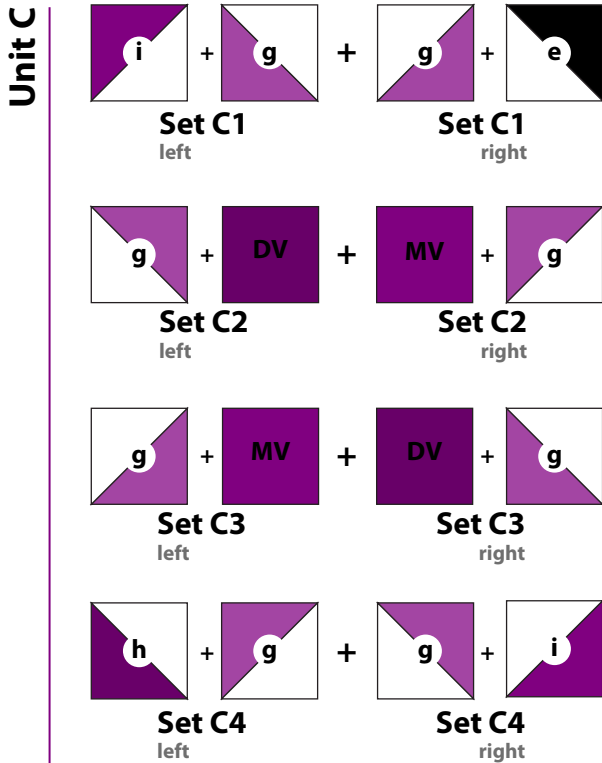 Unit C
i + g + g + e
Set C1 Set C1
left right
g + DV + MV + g
Set C2 Set C2
left right
g + MV + DV + g
Set C3 Set C3
left right
h + g + g + i
Set C4 Set C4
left right